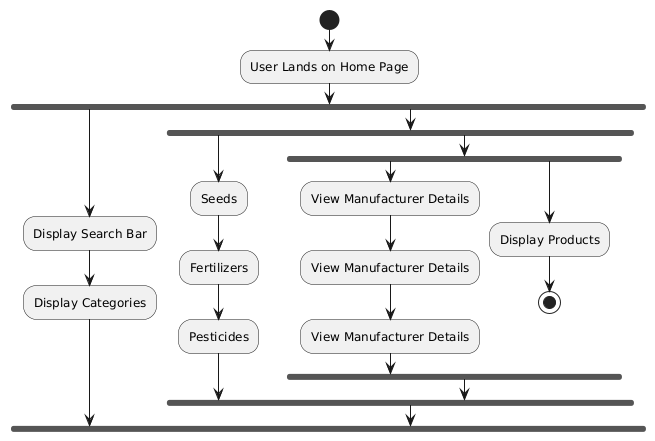 User Lands on Home Page
Display Search Bar
Display Categories
Seeds
Fertilizers
Pesticides
View Manufacturer Details
View Manufacturer Details
View Manufacturer Details
Display Products